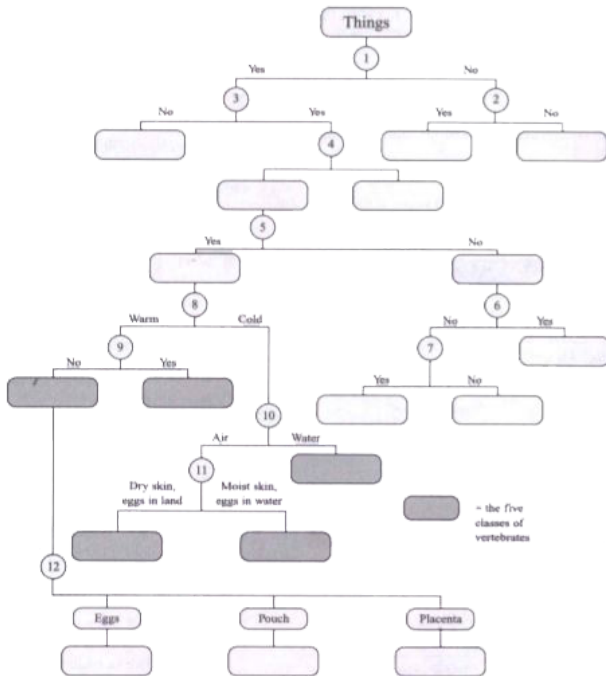 Things
1
Yes
No
3
2
No
Yes
Yes
No
4
5
Yes
No
8
6
Warm
Cold
No
Yes
9
7
No
Yes
Yes
No
10
Air
Water
11
Dry skin,
eggs in land
Moist skin,
eggs in water
= the five
classes of
vertebrates
12
Eggs
Pouch
Placenta